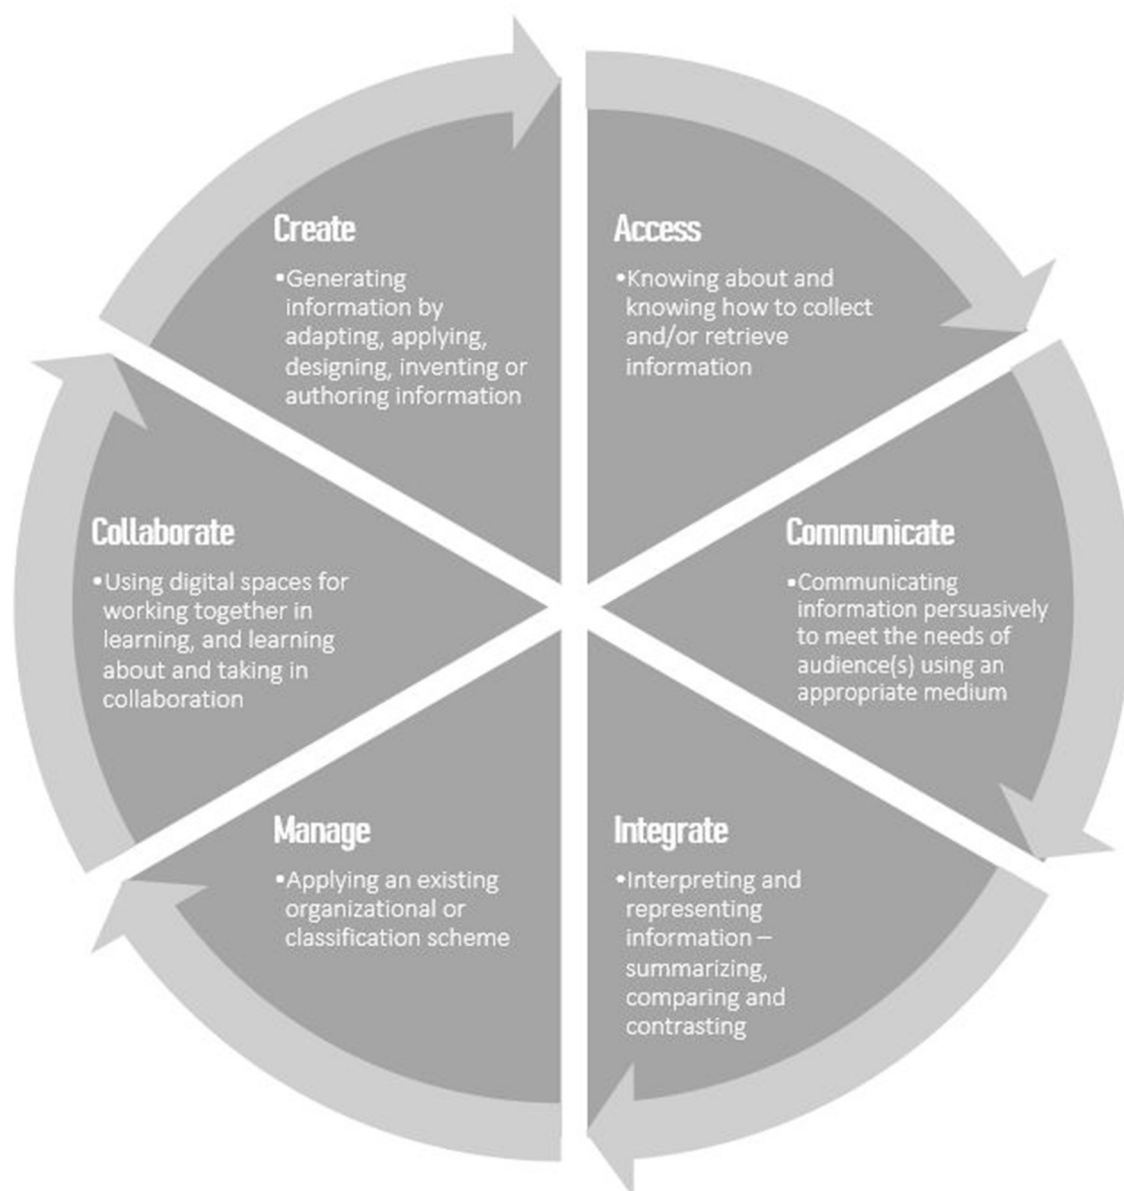 Create
•Generating
information by
adapting, applying,
designing, inventing or
authoring information
Access
•Knowing about and
knowing how to collect
and/or retrieve
information
Collaborate
•Using digital spaces for
working together in
learning, and learning
about and taking in
collaboration
Communicate
•Communicating
information persuasively
to meet the needs of
audience(s) using an
appropriate medium
Manage
•Applying an existing
organizational or
classification scheme
Integrate
•Interpreting and
representing
information –
summarizing,
comparing and
contrasting